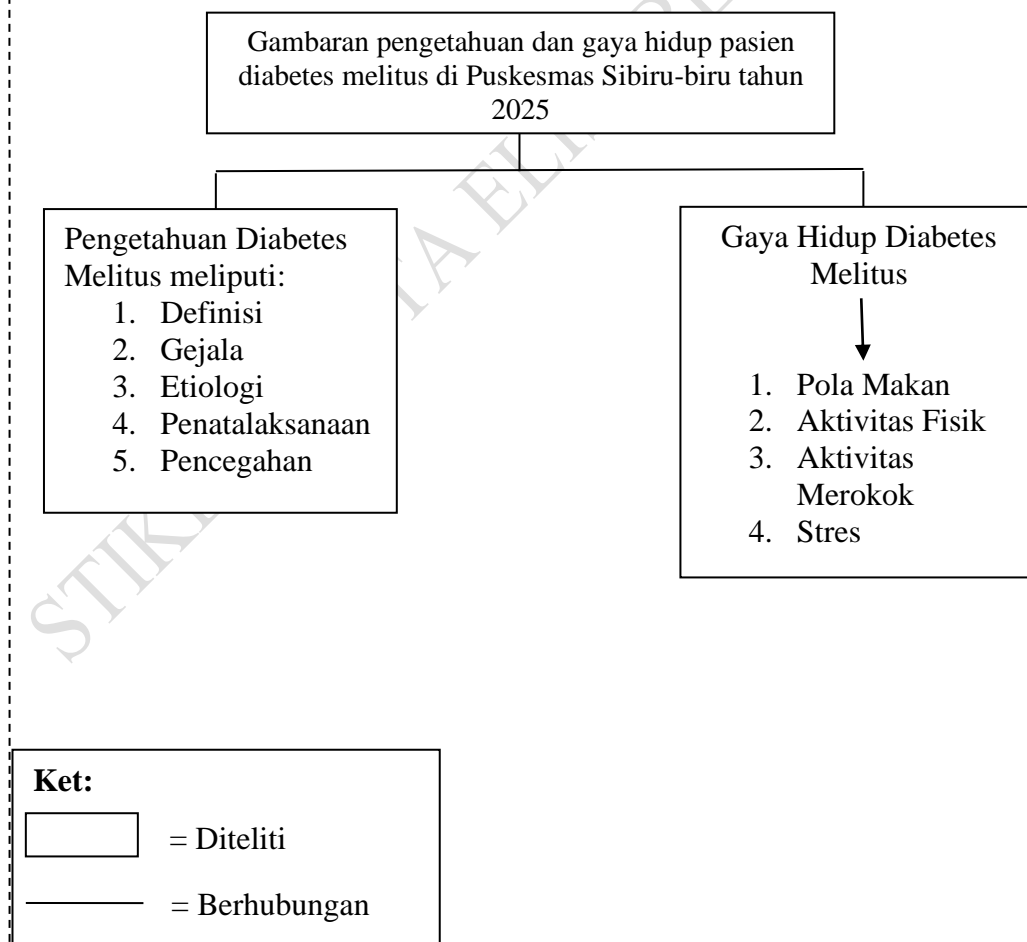 Gambaran pengetahuan dan gaya hidup pasien
diabetes melitus di Puskesmas Sibiru-biru tahun
2025
Pengetahuan Diabetes
Melitus meliputi:
1. Definisi
2. Gejala
3. Etiologi
4. Penatalaksanaan
5. Pencegahan
Gaya Hidup Diabetes
Melitus
1. Pola Makan
2. Aktivitas Fisik
3. Aktivitas
Merokok
4. Stres
Ket:
= Diteliti
= Berhubungan